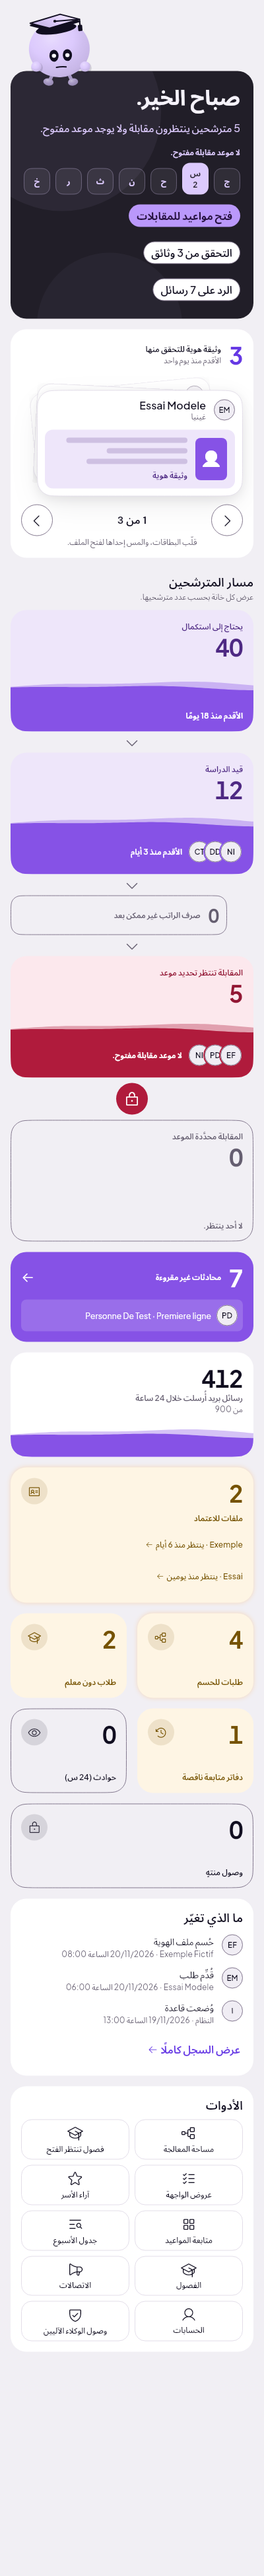 صباح الخير.
5 مترشحين ينتظرون مقابلة ولا يوجد موعد مفتوح.
لا موعد مقابلة مفتوح.
ج
س
2
ح
ن
ث
ر
خ
فتح مواعيد للمقابلات
التحقق من 3 وثائق
الرد على 7 رسائل
3
وثيقة هوية للتحقق منها
الأقدم منذ يوم واحد
EM
Essai Modele
غينيا
وثيقة هوية
1 من 3
قلّب البطاقات، والمس إحداها لفتح الملف.
مسار المترشحين
عرض كل خانة بحسب عدد مترشحيها.
يحتاج إلى استكمال
40
الأقدم منذ 18 يومًا
قيد الدراسة
12
NI
DD
CT
الأقدم منذ 3 أيام
0
صرف الراتب غير ممكن بعد
المقابلة تنتظر تحديد موعد
5
EF
PD
NI
لا موعد مقابلة مفتوح.
المقابلة محدَّدة الموعد
0
لا أحد ينتظر.
7
محادثات غير مقروءة
PD
Personne De Test · Premiere ligne
412
رسائل بريد أُرسلت خلال 24 ساعة
من 900
2
ملفات للاعتماد
Exemple · ينتظر منذ 6 أيام
Essai · ينتظر منذ يومين
4
طلبات للحسم
2
طلاب دون معلم
1
دفاتر متابعة ناقصة
0
حوادث (24 س)
0
وصول منتهٍ
ما الذي تغيّر
EF
حُسم ملف الهوية
Exemple Fictif · 20/11/2026 الساعة 08:00
EM
قُدِّم طلب
Essai Modele · 20/11/2026 الساعة 06:00
I
وُضعت قاعدة
النظام · 19/11/2026 الساعة 13:00
عرض السجل كاملًا
الأدوات
مساحة المعالجة
فصول تنتظر الفتح
عروض الواجهة
آراء الأسر
متابعة المواعيد
جدول الأسبوع
الفصول
الاتصالات
الحسابات
وصول الوكلاء الآليين